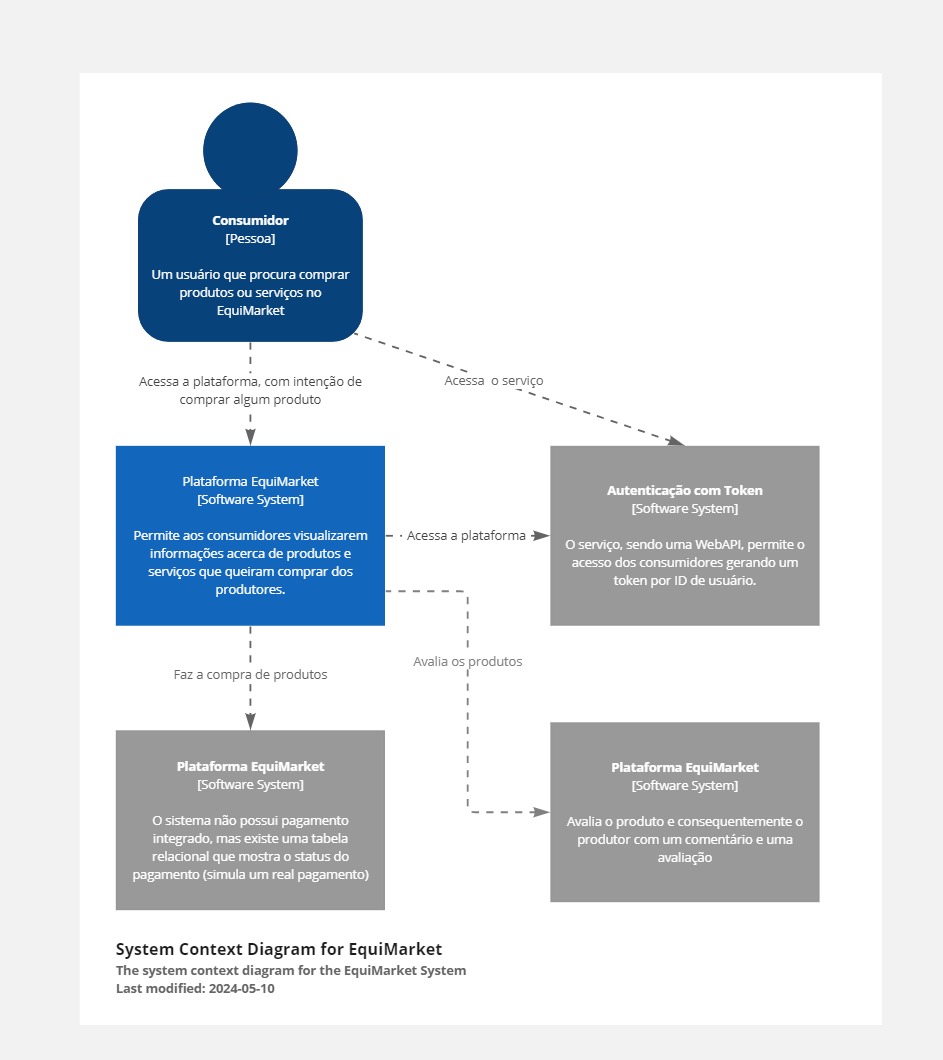 Consumidor
[Pessoa]
Um usuário que procura comprar
produtos ou serviços no
EquiMarket
Acessa a plataforma, com intenção de
comprar algum produto
Acessa  o serviço
Plataforma EquiMarket
[Software System]
Permite aos consumidores visualizarem
informações acerca de produtos e
serviços que queiram comprar dos
produtores.
Acessa a plataforma
Autenticação com Token
[Software System]
O serviço, sendo uma WebAPI, permite o
acesso dos consumidores gerando um
token por ID de usuário.
Faz a compra de produtos
Avalia os produtos
Plataforma EquiMarket
[Software System]
O sistema não possui pagamento
integrado, mas existe uma tabela
relacional que mostra o status do
pagamento (simula um real pagamento)
Plataforma EquiMarket
[Software System]
Avalia o produto e consequentemente o
produtor com um comentário e uma
avaliação
System Context Diagram for EquiMarket
The system context diagram for the EquiMarket System
Last modified: 2024-05-10